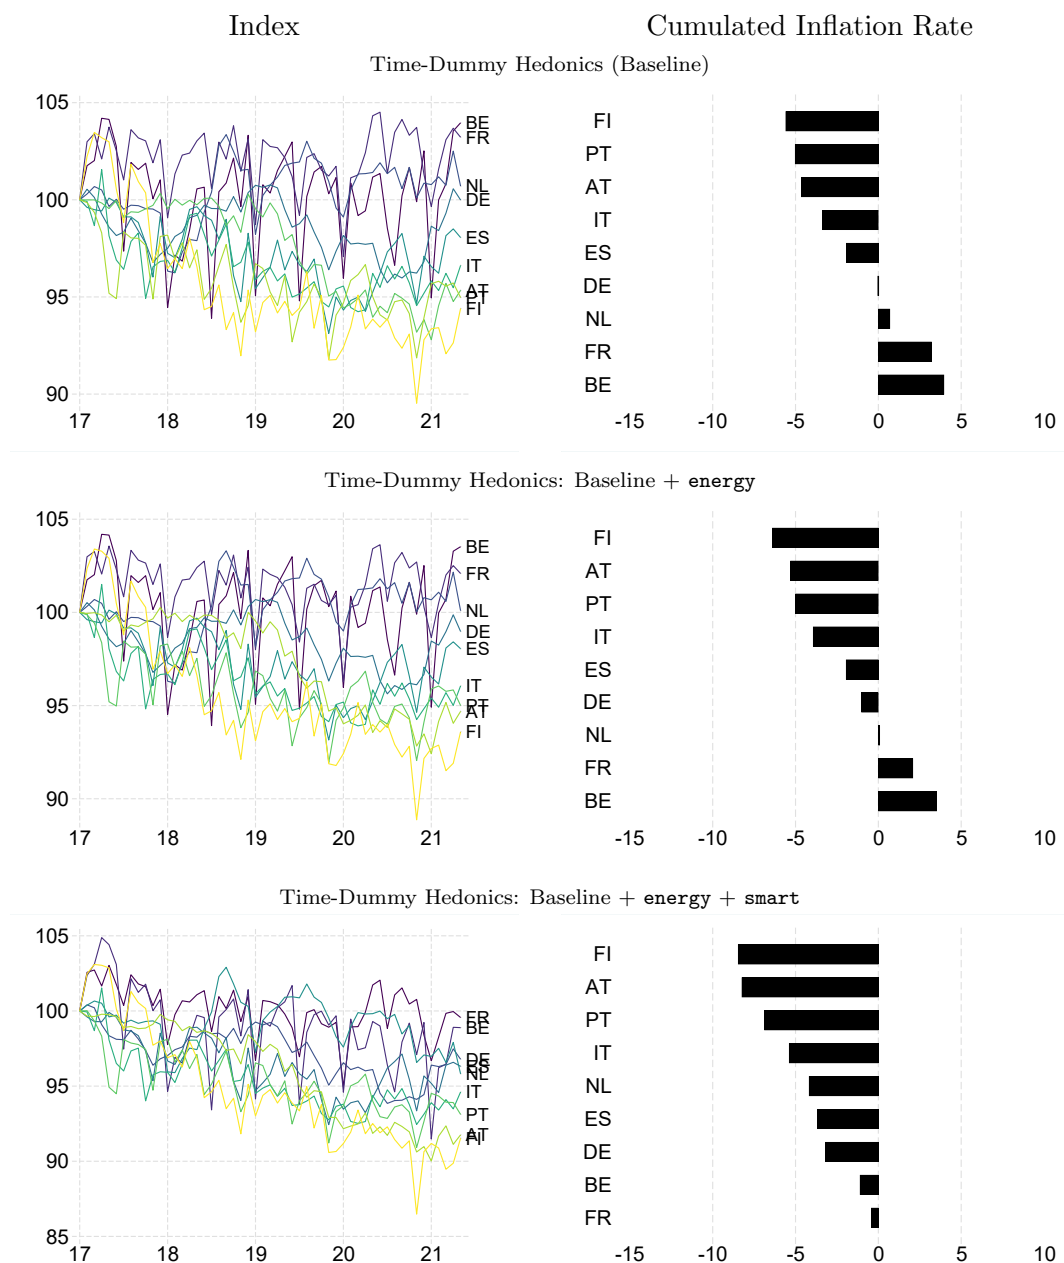 Index
Cumulated Inflation Rate
Time-Dummy Hedonics (Baseline)
105
100
95
90
17 18 19 20 21
BE
FR
NL
DE
ES
IT
AT
PT
FI
FI
PT
AT
IT
ES
DE
NL
FR
BE
-15 -10 -5 0 5 10
Time-Dummy Hedonics: Baseline + energy
105
100
95
90
17 18 19 20 21
BE
FR
NL
DE
ES
IT
PT
AT
FI
FI
AT
PT
IT
ES
DE
NL
FR
BE
-15 -10 -5 0 5 10
Time-Dummy Hedonics: Baseline + energy + smart
105
100
95
90
85
17 18 19 20 21
FR
BE
DE
ES
NL
IT
PT
AT
FI
FI
AT
PT
IT
NL
ES
DE
BE
FR
-15 -10 -5 0 5 10